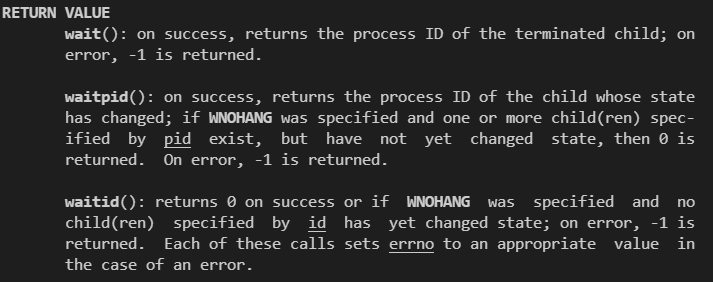 RETURN VALUE
wait(): on success, returns the process ID of the terminated child; on
error, -1 is returned.
waitpid(): on success, returns the process ID of the child whose state
has changed; if WNOHANG was specified and one or more child(ren) spec-
ified by pid exist, but have not yet changed state, then 0 is
returned. On error, -1 is returned.
waitid(): returns 0 on success or if WNOHANG was specified and no
child(ren) specified by id has yet changed state; on error, -1 is
returned. Each of these calls sets errno to an appropriate value in
the case of an error.